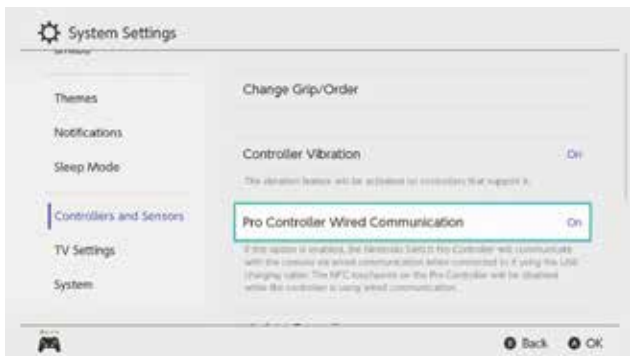 System Settings
Themes
Notifications
Sleep Mode
Controllers and Sensors
TV Settings
System
Change Grip/Order
Controller Vibration On
The vibration feature will be activated on controllers that support it.
Pro Controller Wired Communication On
If this option is enabled, the Nintendo Switch Pro Controller will communicate
with the console via wired communication when connected to it using the USB
charging cable. The NFC touchpoint on the Pro Controller will be disabled
while the controller is using wired communication.
Back OK